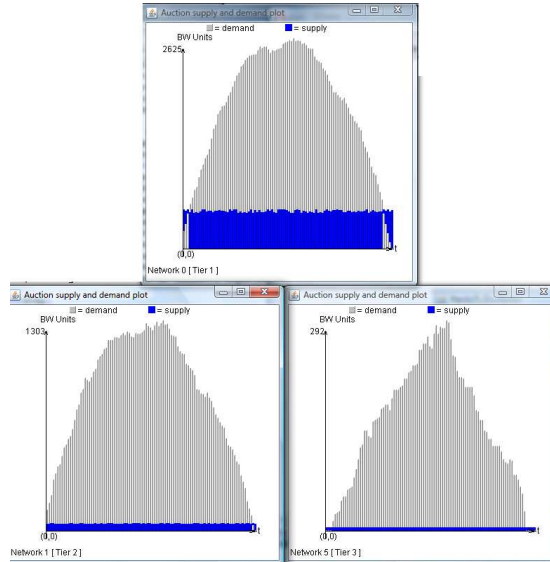 Auction supply and demand plot
= demand = supply
BW Units
2625
(0,0)
t
Network 0 [ Tier 1 ]
Auction supply and demand plot
= demand = supply
BW Units
1303
(0,0)
t
Network 1 [ Tier 2 ]
Auction supply and demand plot
= demand = supply
BW Units
292
(0,0)
t
Network 5 [ Tier 3 ]